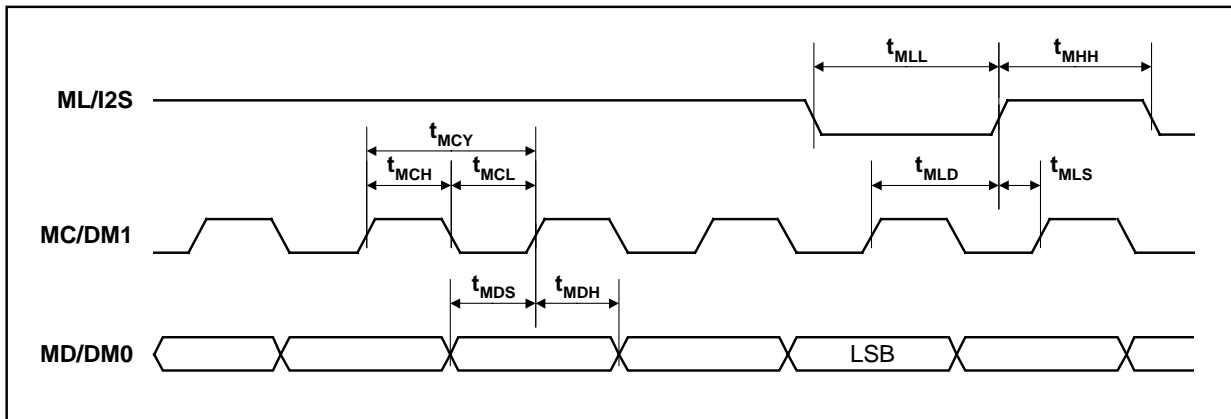 tMLL tMHH
ML/I2S
tMCY
tMCH tMCL tMLD tMLS
MC/DM1
tMDS tMDH
MD/DM0 LSB